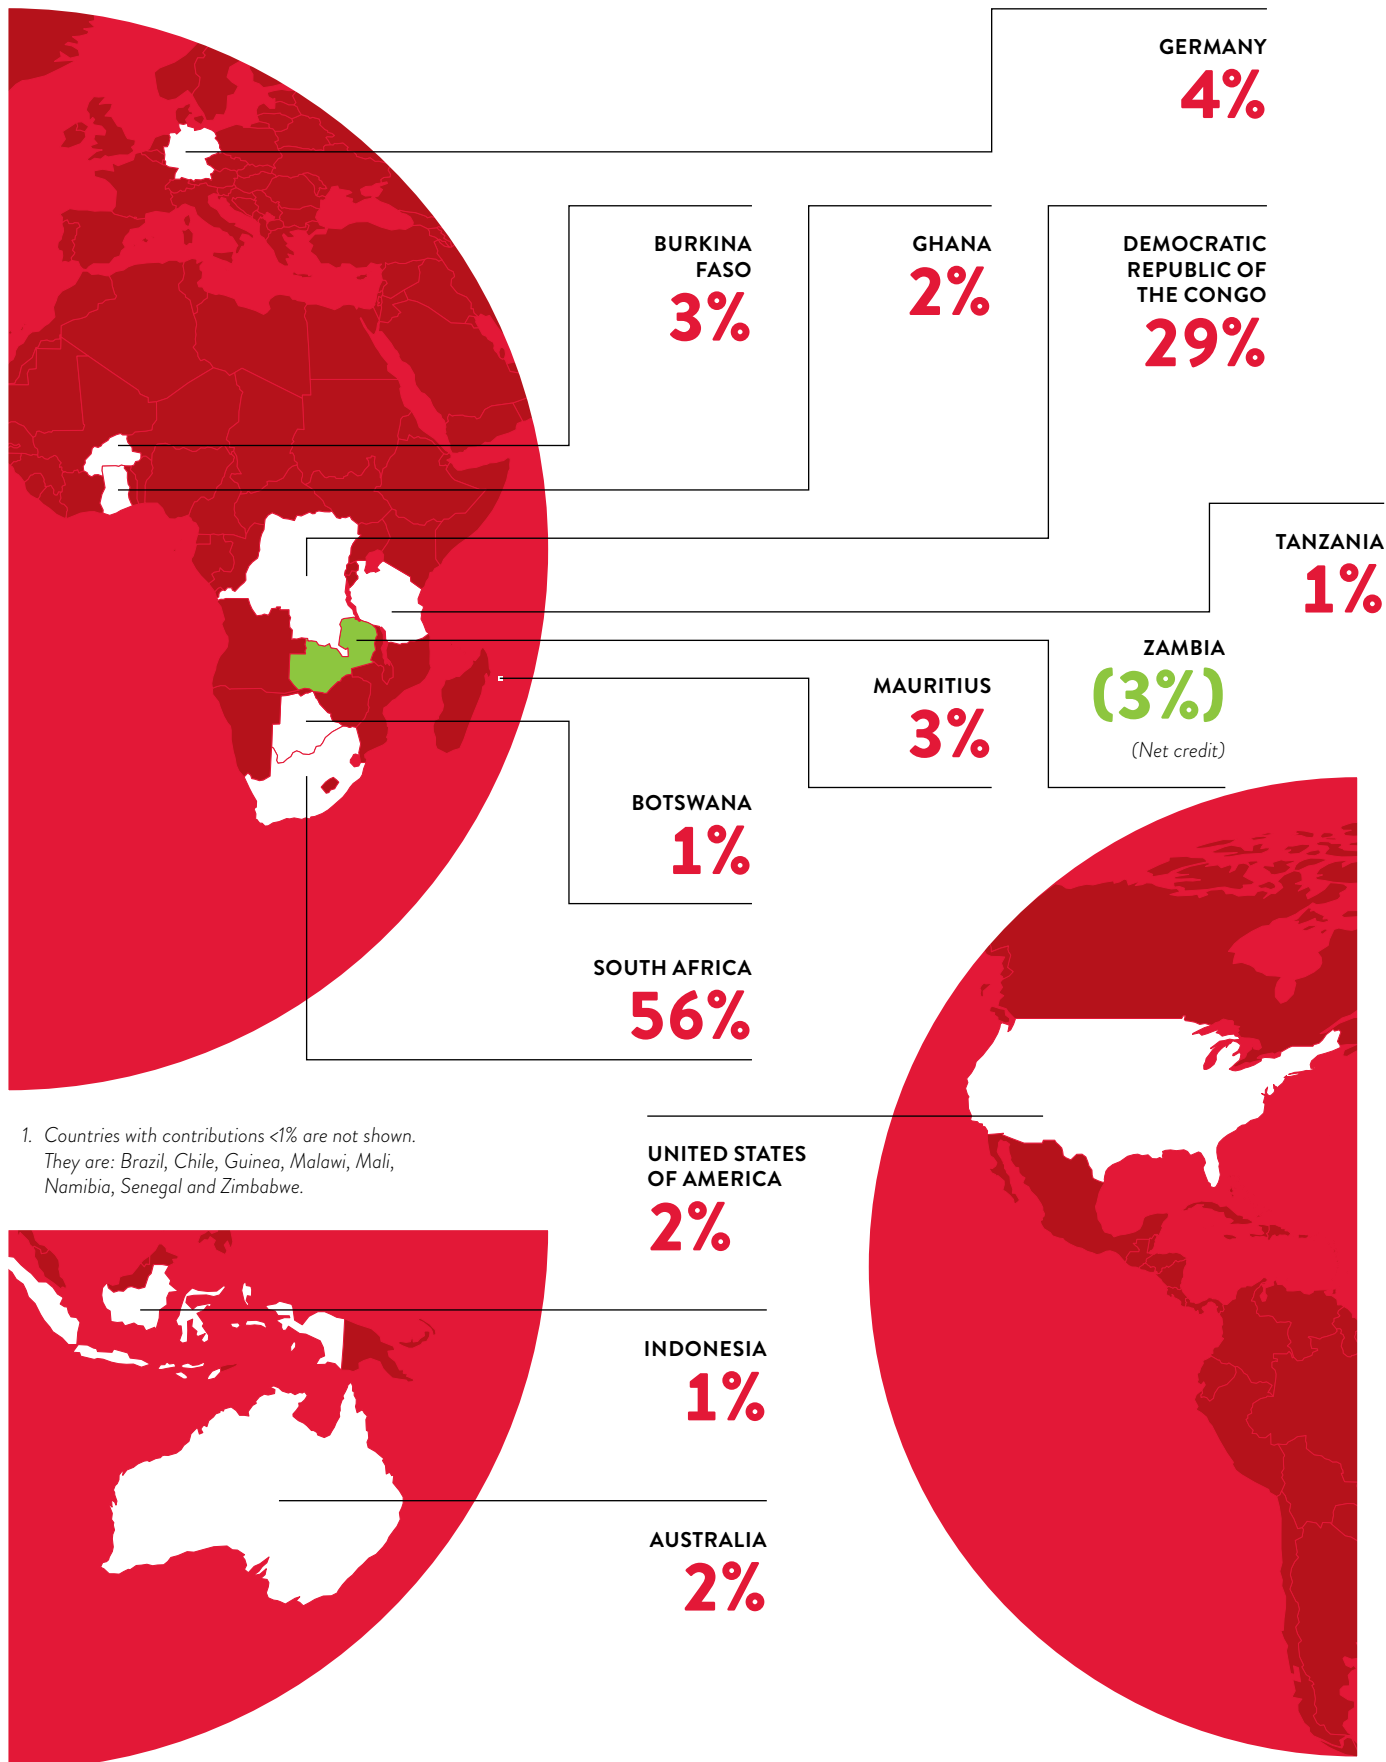 GERMANY
4%
BURKINA
FASO
3%
GHANA
2%
DEMOCRATIC
REPUBLIC OF
THE CONGO
29%
TANZANIA
1%
ZAMBIA
(3%)
(Net credit)
MAURITIUS
3%
BOTSWANA
1%
SOUTH AFRICA
56%
1. Countries with contributions <1% are not shown.
They are: Brazil, Chile, Guinea, Malawi, Mali,
Namibia, Senegal and Zimbabwe.
UNITED STATES
OF AMERICA
2%
INDONESIA
1%
AUSTRALIA
2%